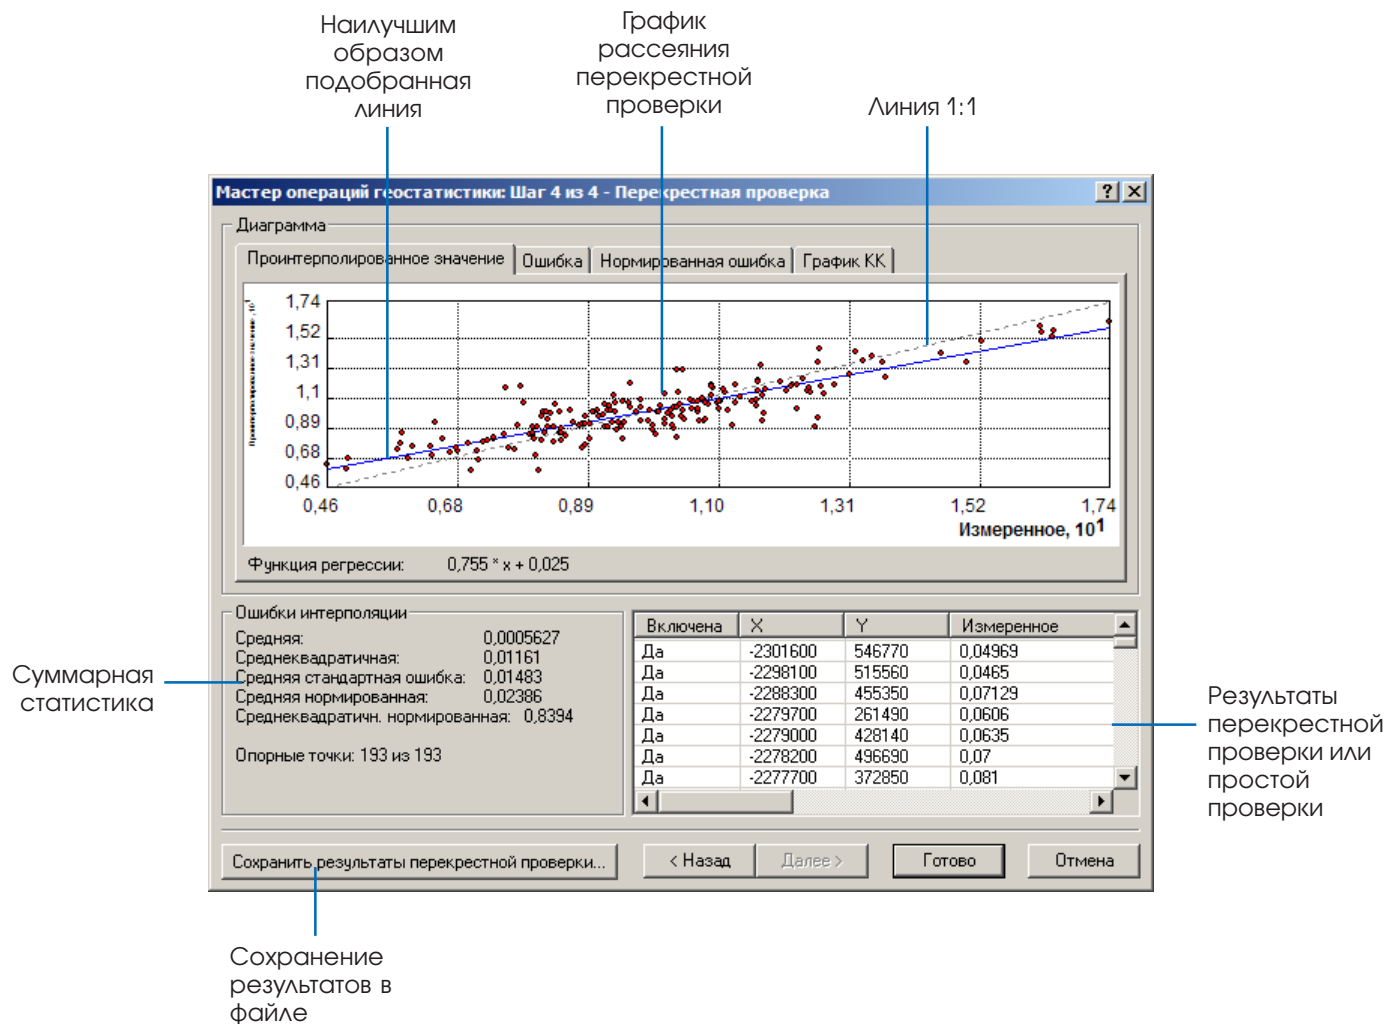 Наилучшим
образом
подобранная
линия
График
рассеяния
перекрестной
проверки
Линия 1:1
Мастер операций геостатистики: Шаг 4 из 4 - Перекрестная проверка
Диаграмма
Проинтерполированное значение Ошибка Нормированная ошибка График КК
Проинтерполированное значение, 10¹
1,74
1,52
1,31
1,1
0,89
0,68
0,46
0,46 0,68 0,89 1,10 1,31 1,52 1,74
Измеренное, 10¹
Функция регрессии: 0,755 * x + 0,025
Ошибки интерполяции
Средняя: 0,0005627
Среднеквадратичная: 0,01161
Средняя стандартная ошибка: 0,01483
Средняя нормированная: 0,02386
Среднеквадратичн. нормированная: 0,8394
Опорные точки: 193 из 193
Включена X Y Измеренное
Да -2301600 546770 0,04969
Да -2298100 515560 0,0465
Да -2288300 455350 0,07129
Да -2279700 261490 0,0606
Да -2279000 428140 0,0635
Да -2278200 496690 0,07
Да -2277700 372850 0,081
Суммарная
статистика
Результаты
перекрестной
проверки или
простой
проверки
Сохранить результаты перекрестной проверки... < Назад Далее > Готово Отмена
Сохранение
результатов в
файле